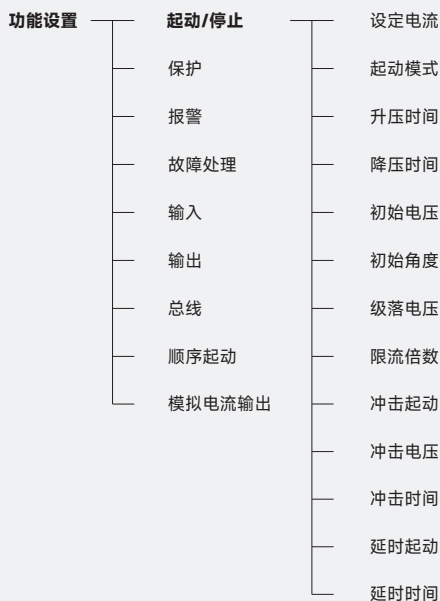 功能设置 起动/停止 设定电流
保护 起动模式
报警 升压时间
故障处理 降压时间
输入 初始电压
输出 初始角度
总线 级落电压
顺序起动 限流倍数
模拟电流输出 冲击起动
冲击电压
冲击时间
延时起动
延时时间